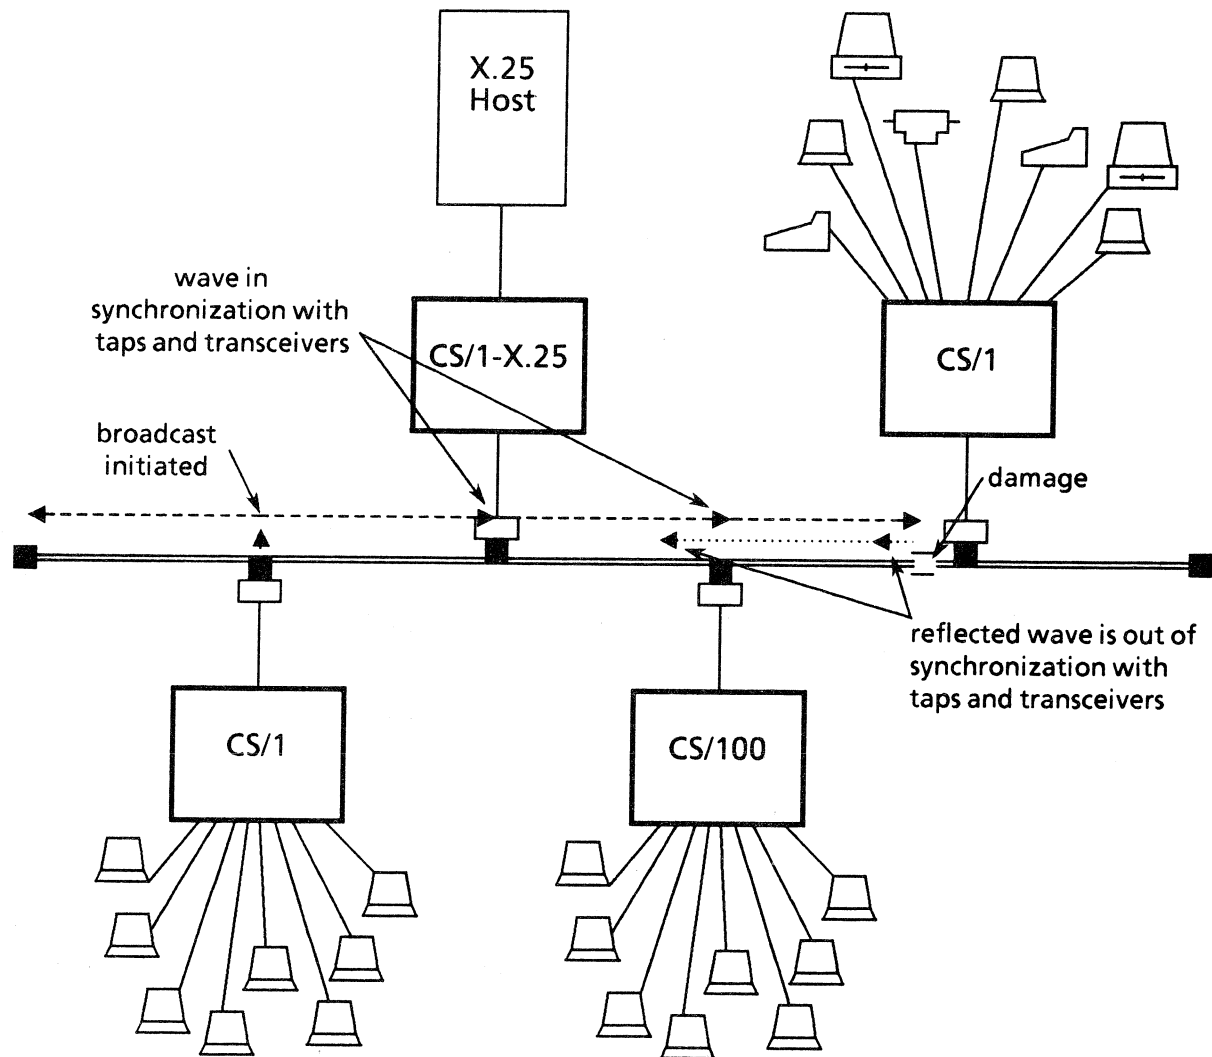 X.25
Host
wave in
synchronization with
taps and transceivers
CS/1-X.25
CS/1
broadcast
initiated
damage
reflected wave is out of
synchronization with
taps and transceivers
CS/1
CS/100